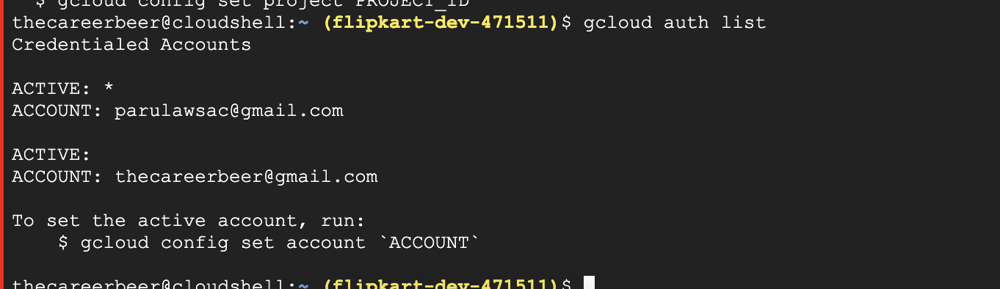 $ gcloud config set project PROJECT_ID
thecareerbeer@cloudshell:~ (flipkart-dev-471511)$ gcloud auth list
Credentialed Accounts
ACTIVE: *
ACCOUNT: parulawsac@gmail.com
ACTIVE:
ACCOUNT: thecareerbeer@gmail.com
To set the active account, run:
$ gcloud config set account `ACCOUNT`
thecareerbeer@cloudshell:~ (flipkart-dev-471511)$